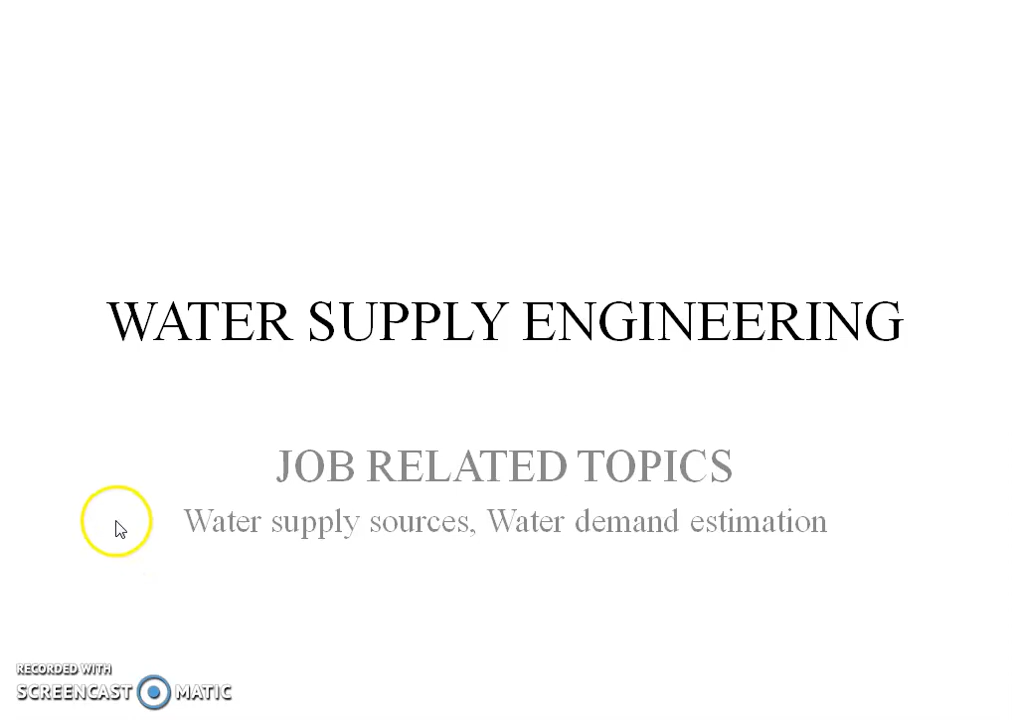 WATER SUPPLY ENGINEERING
JOB RELATED TOPICS
Water supply sources, Water demand estimation
RECORDED WITH
SCREENCAST MATIC